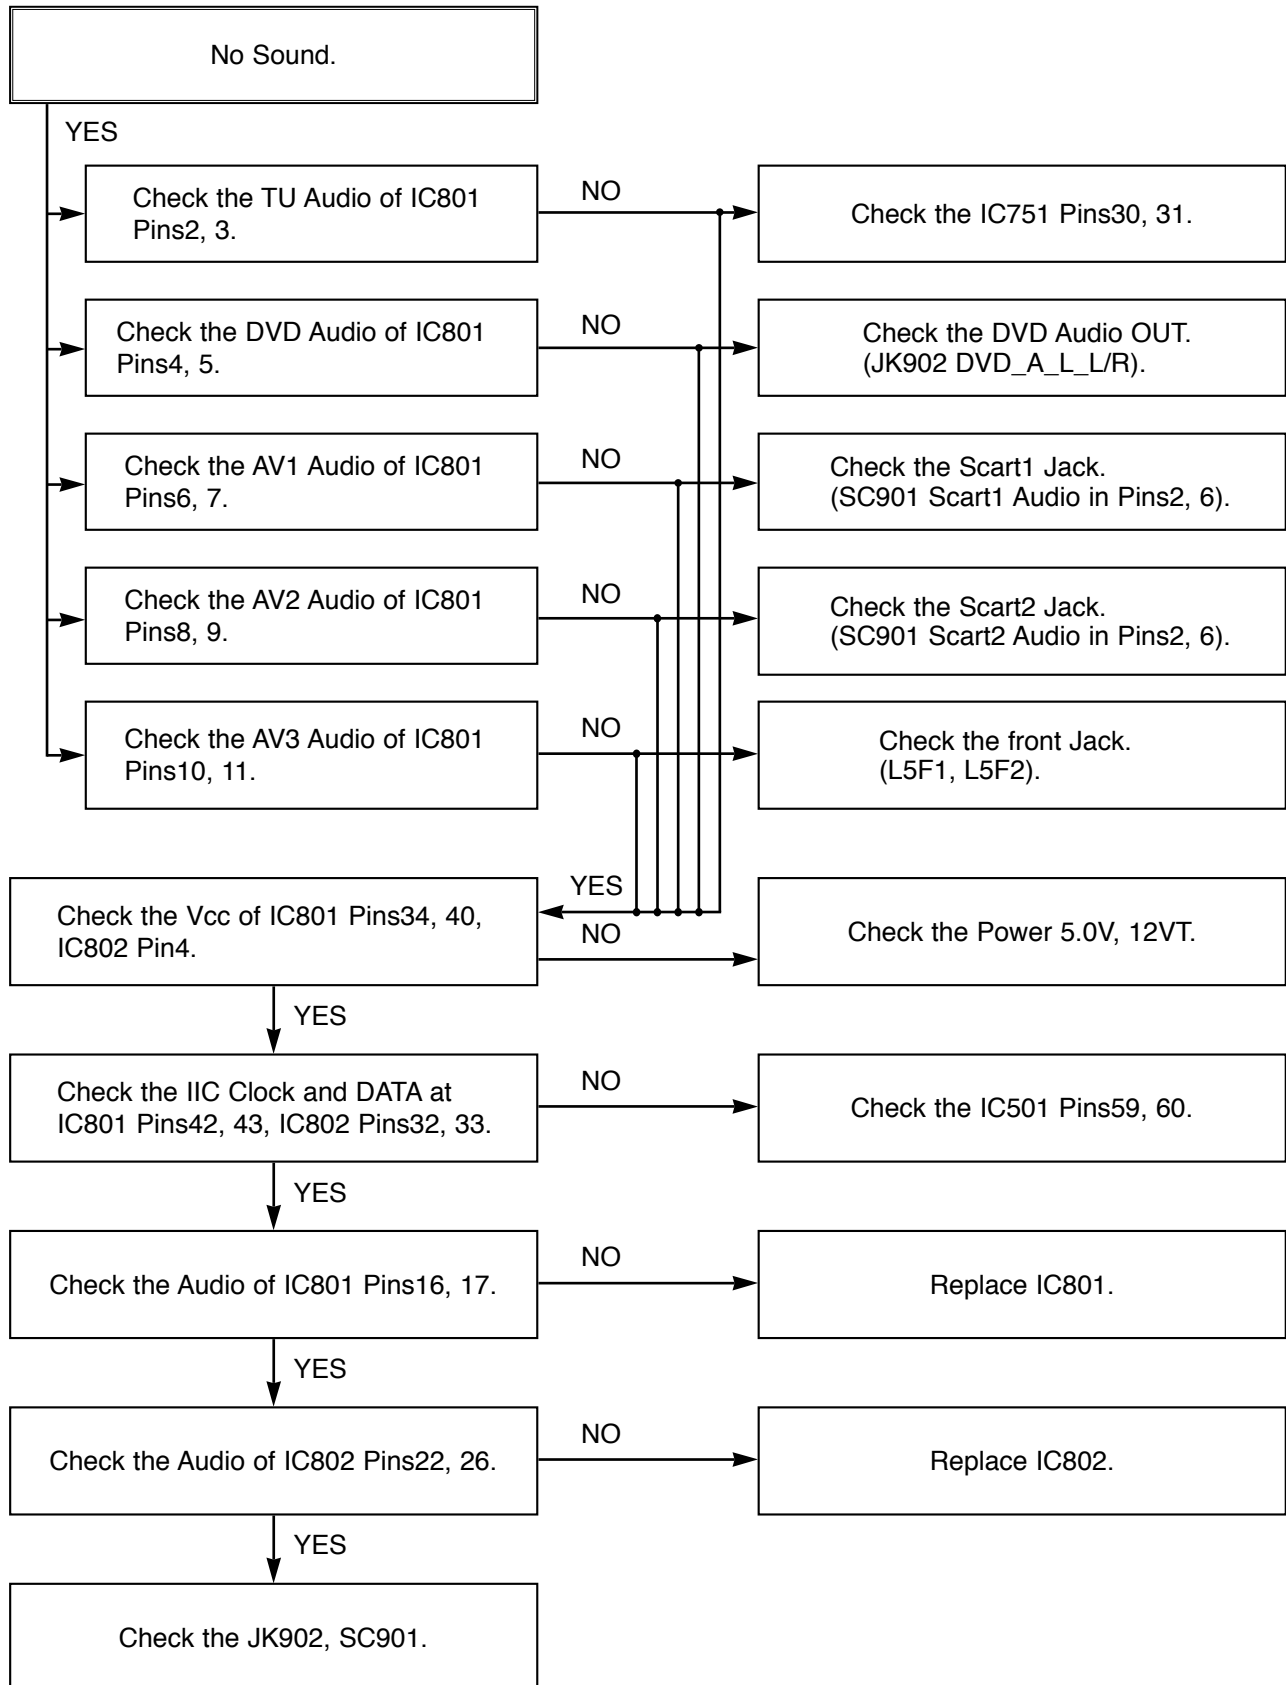 No Sound.
YES
Check the TU Audio of IC801
Pins2, 3.
NO
Check the IC751 Pins30, 31.
Check the DVD Audio of IC801
Pins4, 5.
NO
Check the DVD Audio OUT.
(JK902 DVD_A_L_L/R).
Check the AV1 Audio of IC801
Pins6, 7.
NO
Check the Scart1 Jack.
(SC901 Scart1 Audio in Pins2, 6).
Check the AV2 Audio of IC801
Pins8, 9.
NO
Check the Scart2 Jack.
(SC901 Scart2 Audio in Pins2, 6).
Check the AV3 Audio of IC801
Pins10, 11.
NO
Check the front Jack.
(L5F1, L5F2).
YES
Check the Vcc of IC801 Pins34, 40,
IC802 Pin4.
NO
Check the Power 5.0V, 12VT.
YES
Check the IIC Clock and DATA at
IC801 Pins42, 43, IC802 Pins32, 33.
NO
Check the IC501 Pins59, 60.
YES
Check the Audio of IC801 Pins16, 17.
NO
Replace IC801.
YES
Check the Audio of IC802 Pins22, 26.
NO
Replace IC802.
YES
Check the JK902, SC901.